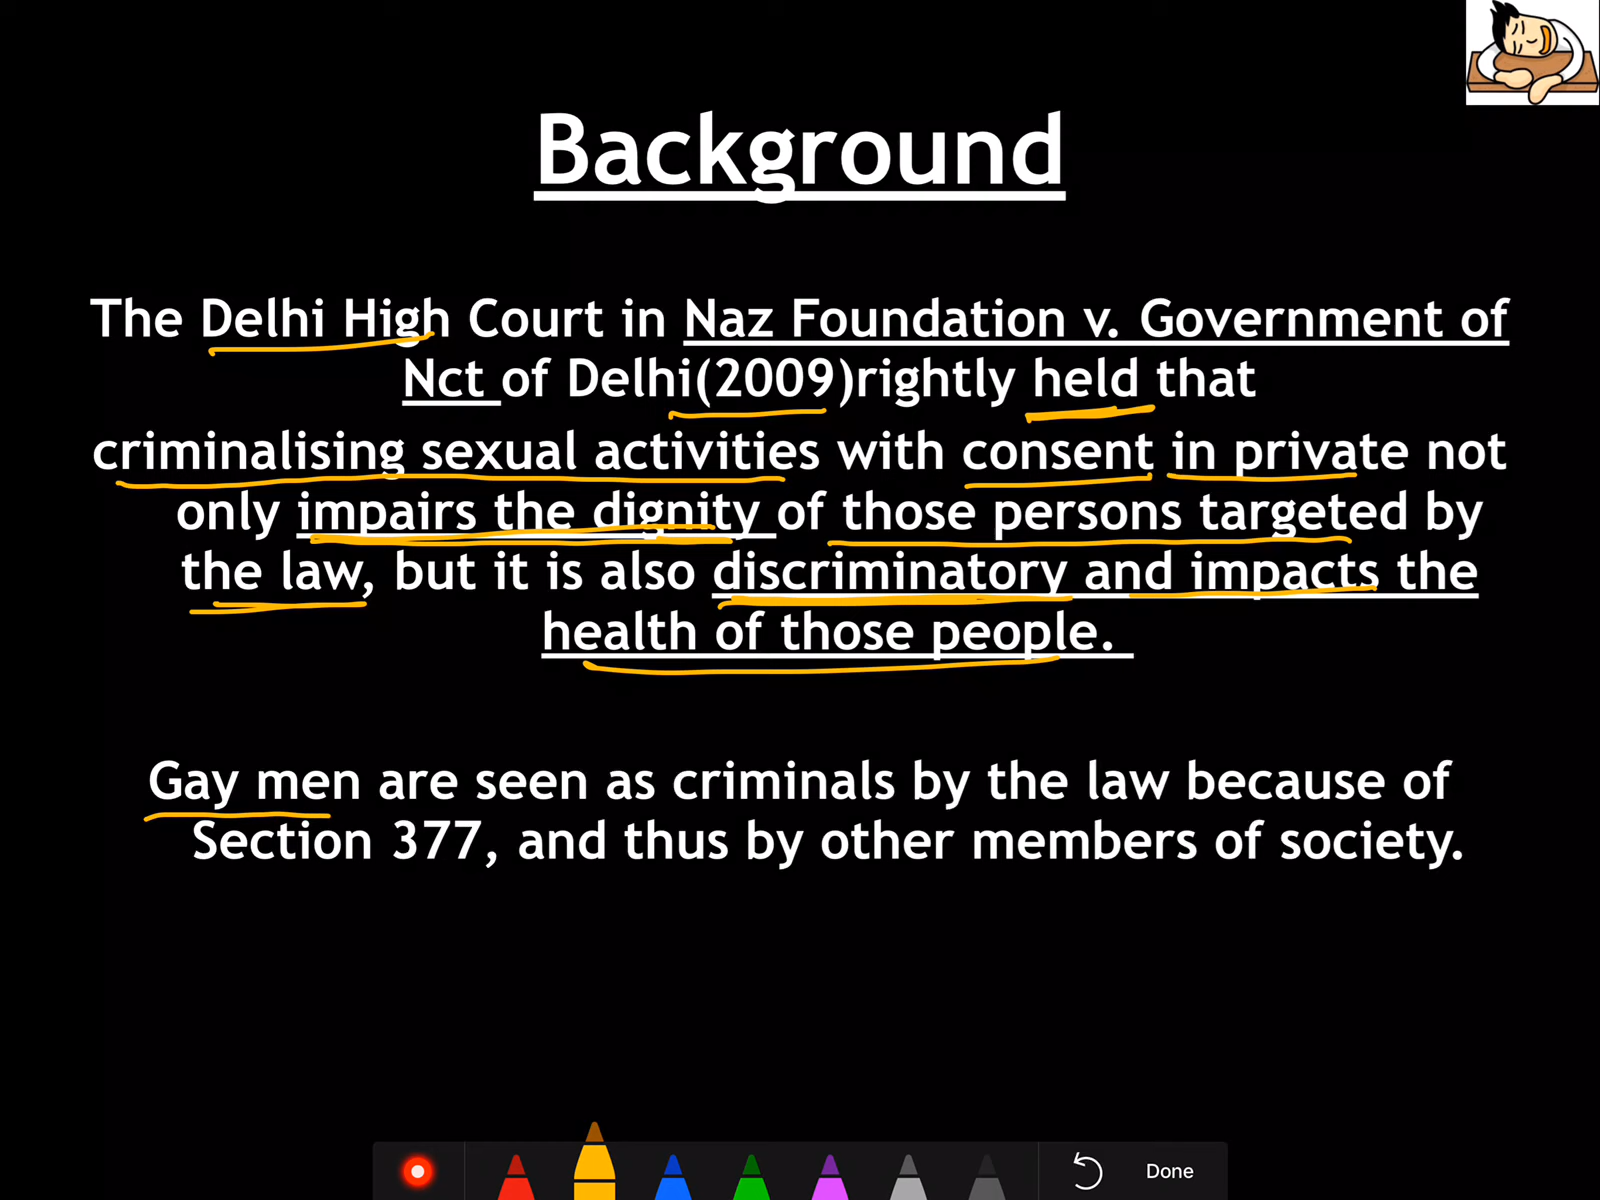 Background
The Delhi High Court in Naz Foundation v. Government of
Nct of Delhi(2009)rightly held that
criminalising sexual activities with consent in private not
only impairs the dignity of those persons targeted by
the law, but it is also discriminatory and impacts the
health of those people.
Gay men are seen as criminals by the law because of
Section 377, and thus by other members of society.
Done